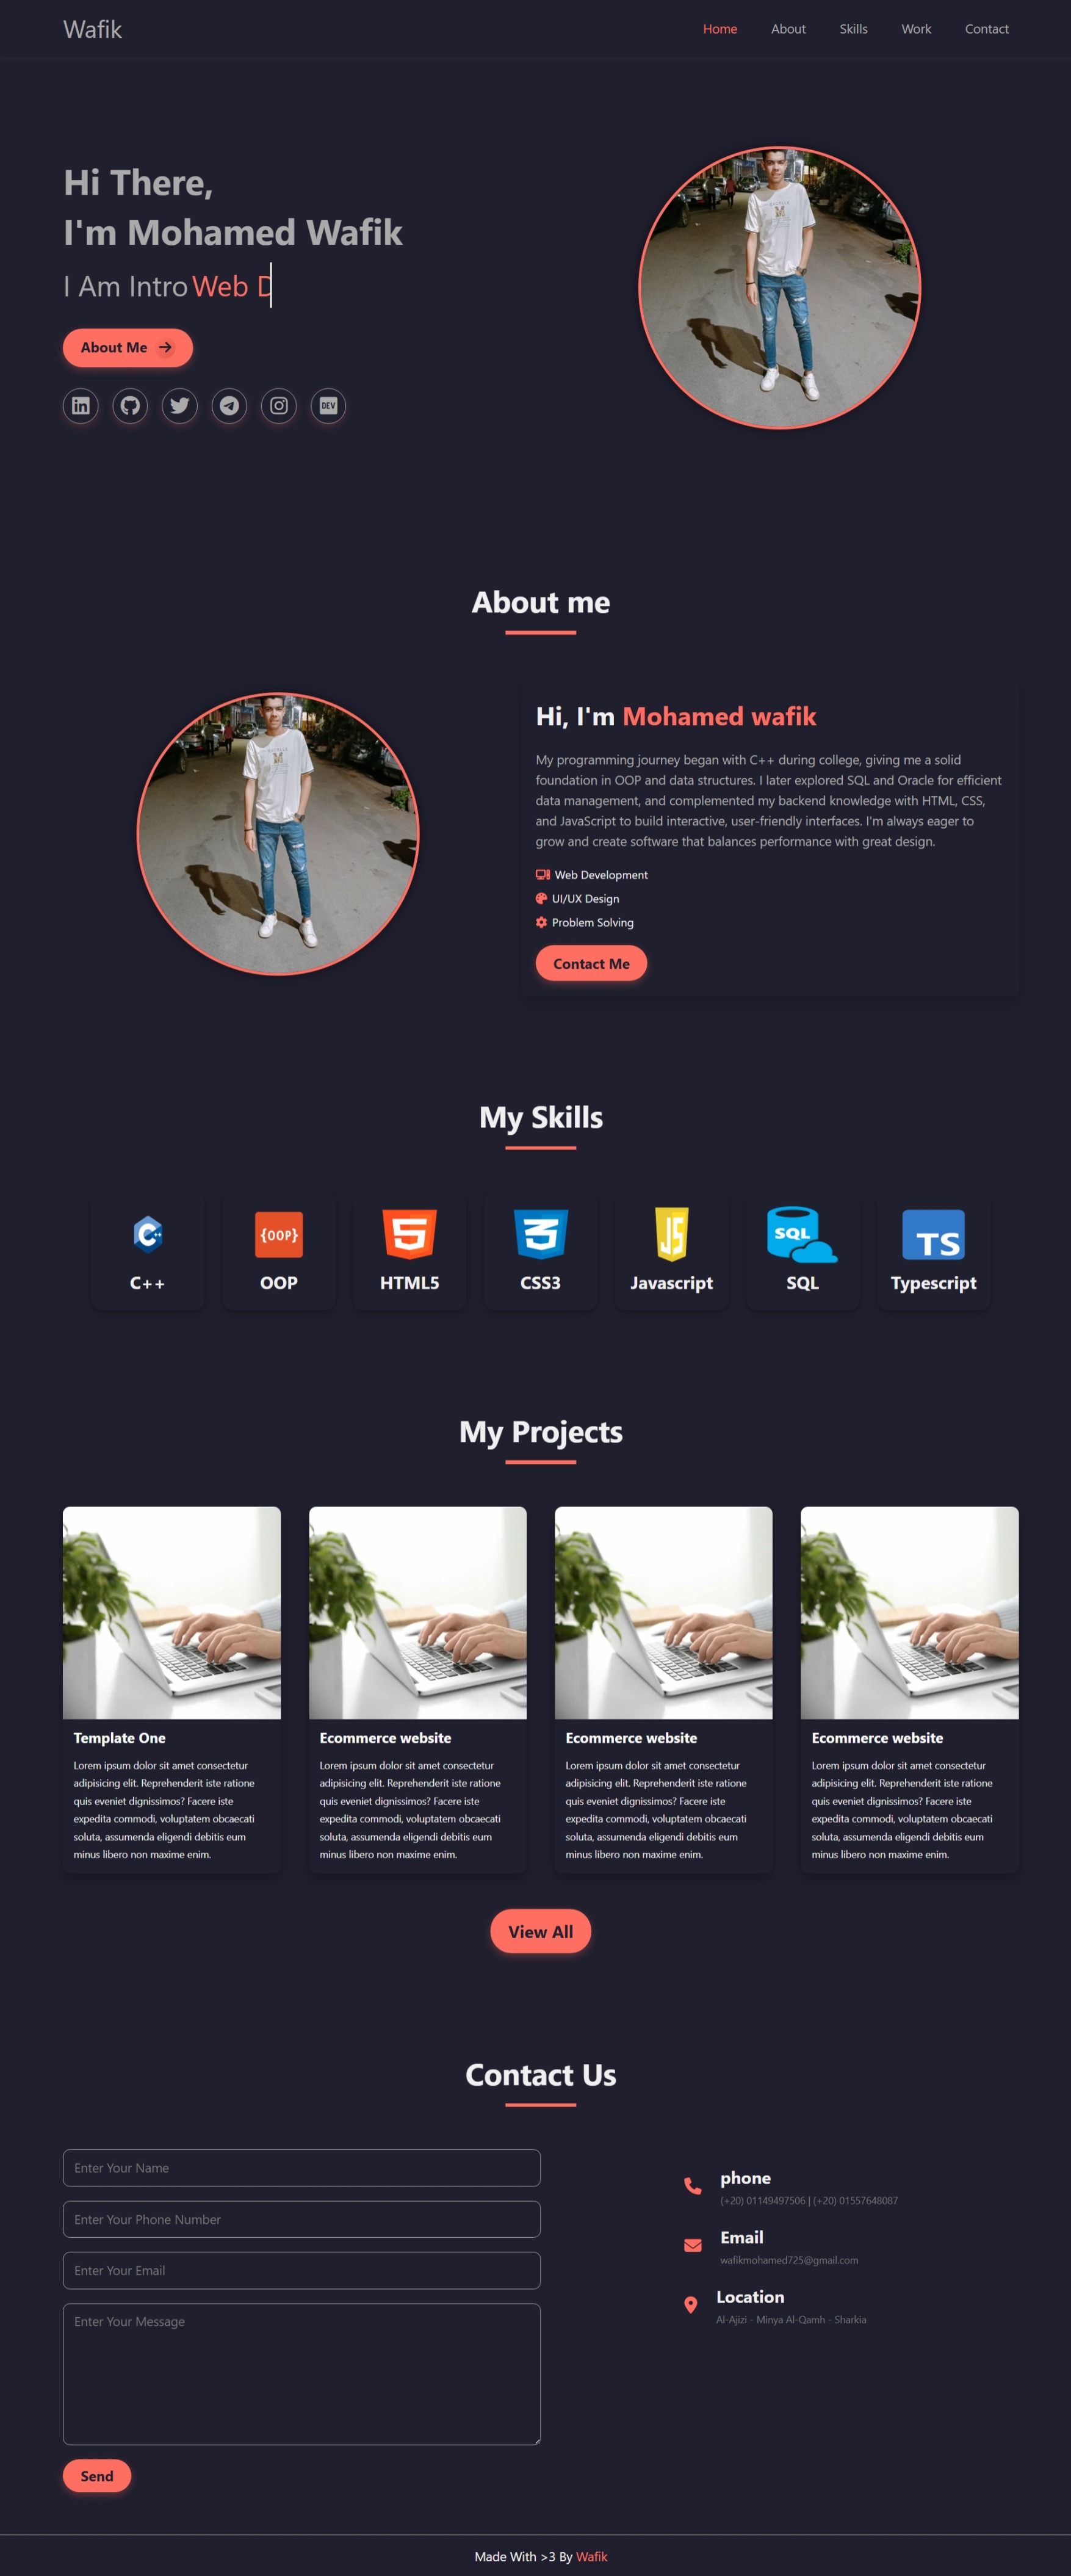 Wafik
Home About Skills Work Contact
Hi There,
I'm Mohamed Wafik
I Am Intro Web D
About Me
DEV
About me
Hi, I'm Mohamed wafik
My programming journey began with C++ during college, giving me a solid
foundation in OOP and data structures. I later explored SQL and Oracle for efficient
data management, and complemented my backend knowledge with HTML, CSS,
and JavaScript to build interactive, user-friendly interfaces. I'm always eager to
grow and create software that balances performance with great design.
Web Development
UI/UX Design
Problem Solving
Contact Me
My Skills
C++
C++
{OOP}
OOP
HTML5
CSS3
JS
Javascript
SQL
SQL
TS
Typescript
My Projects
Template One
Lorem ipsum dolor sit amet consectetur
adipisicing elit. Reprehenderit iste ratione
quis eveniet dignissimos? Facere iste
expedita commodi, voluptatem obcaecati
soluta, assumenda eligendi debitis eum
minus libero non maxime enim.
Ecommerce website
Lorem ipsum dolor sit amet consectetur
adipisicing elit. Reprehenderit iste ratione
quis eveniet dignissimos? Facere iste
expedita commodi, voluptatem obcaecati
soluta, assumenda eligendi debitis eum
minus libero non maxime enim.
Ecommerce website
Lorem ipsum dolor sit amet consectetur
adipisicing elit. Reprehenderit iste ratione
quis eveniet dignissimos? Facere iste
expedita commodi, voluptatem obcaecati
soluta, assumenda eligendi debitis eum
minus libero non maxime enim.
Ecommerce website
Lorem ipsum dolor sit amet consectetur
adipisicing elit. Reprehenderit iste ratione
quis eveniet dignissimos? Facere iste
expedita commodi, voluptatem obcaecati
soluta, assumenda eligendi debitis eum
minus libero non maxime enim.
View All
Contact Us
Enter Your Name
Enter Your Phone Number
Enter Your Email
Enter Your Message
Send
phone
(+20) 01149497506 | (+20) 01557648087
Email
wafikmohamed725@gmail.com
Location
Al-Ajizi - Minya Al-Qamh - Sharkia
Made With >3 By Wafik